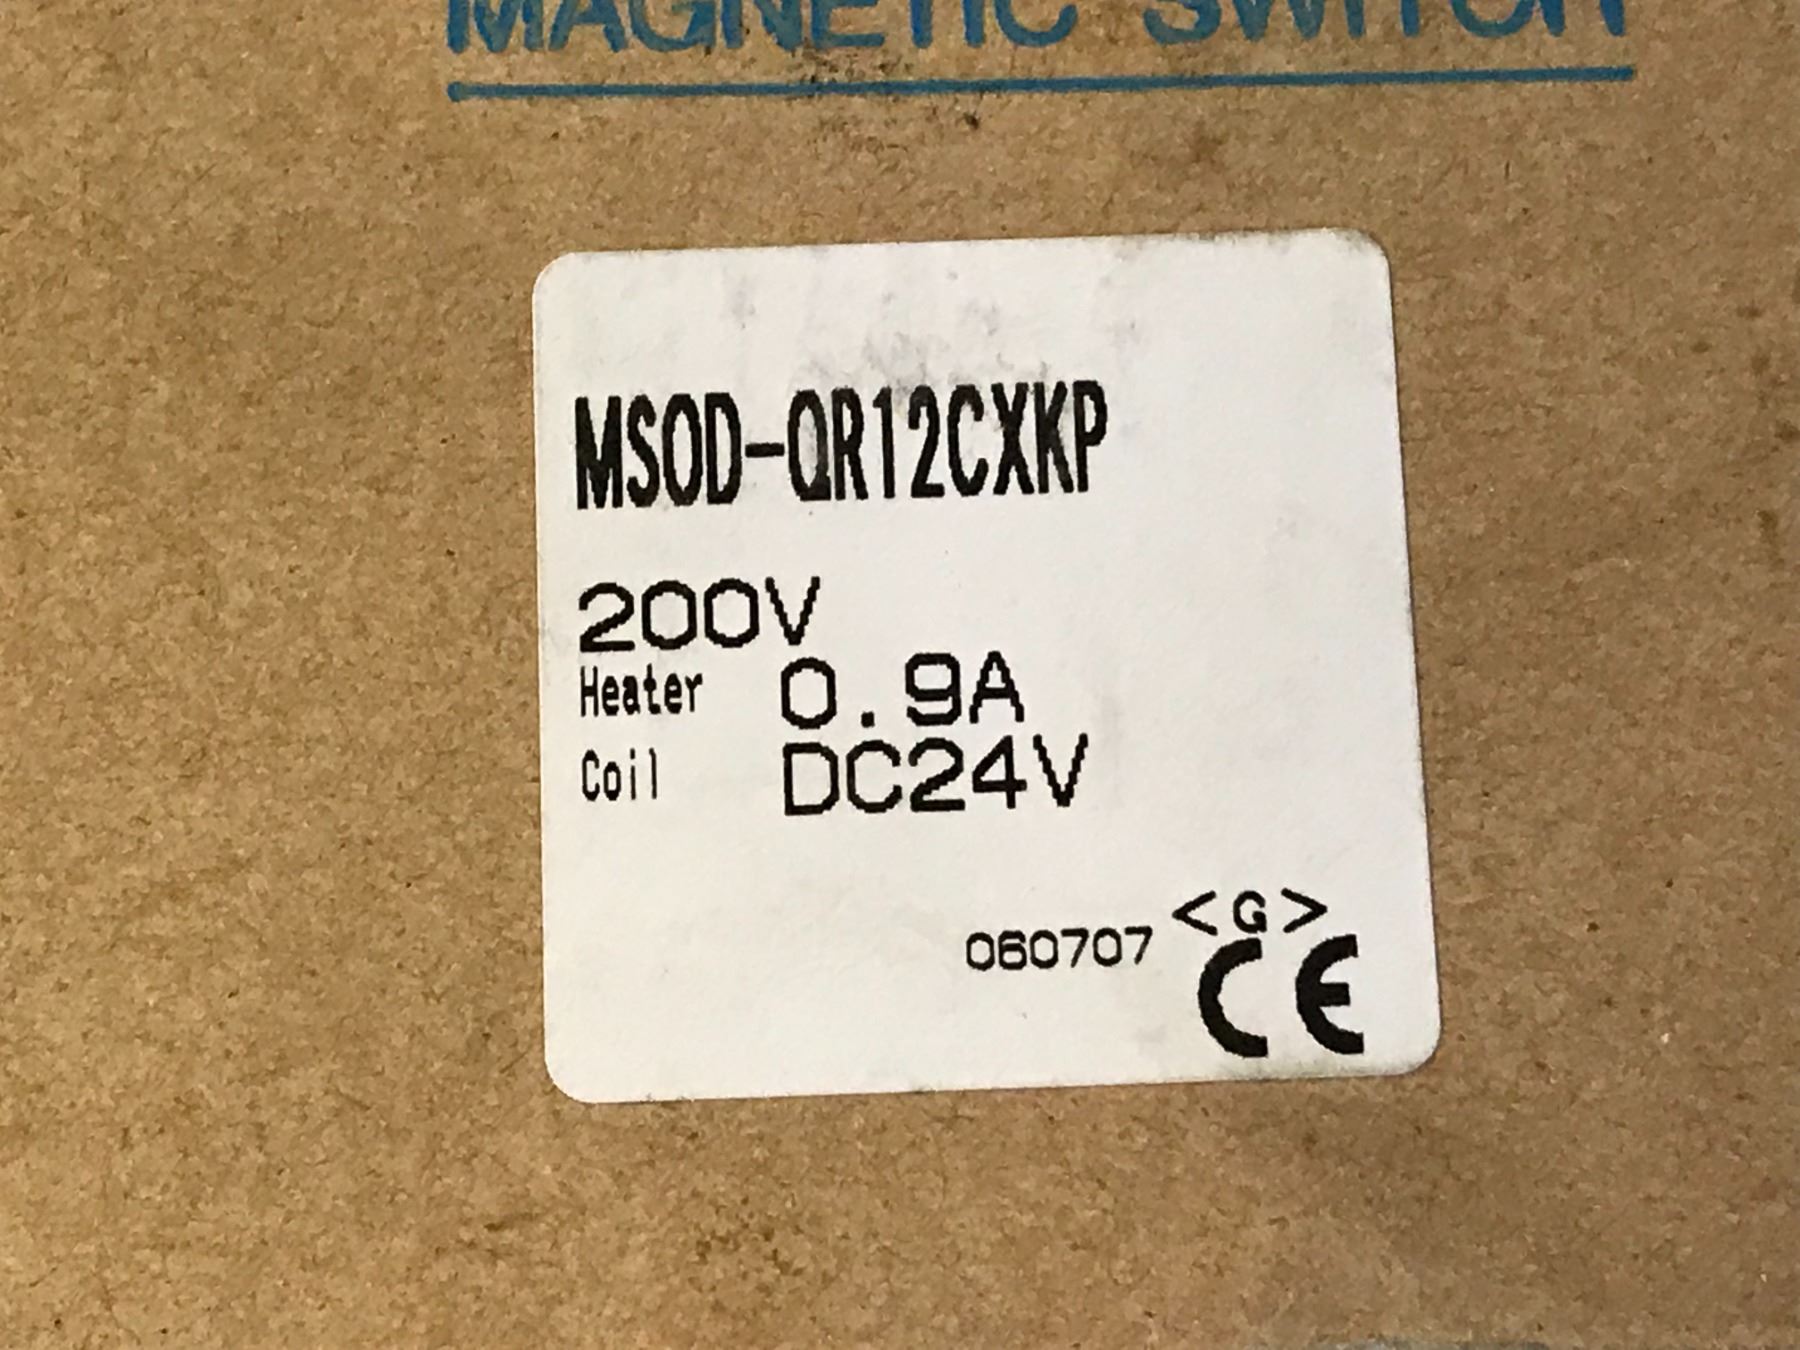 MAGNETIC SWITCH
MSOD-QR12CXKP
200V
Heater 0.9A
Coil DC24V
<G>
060707 CE